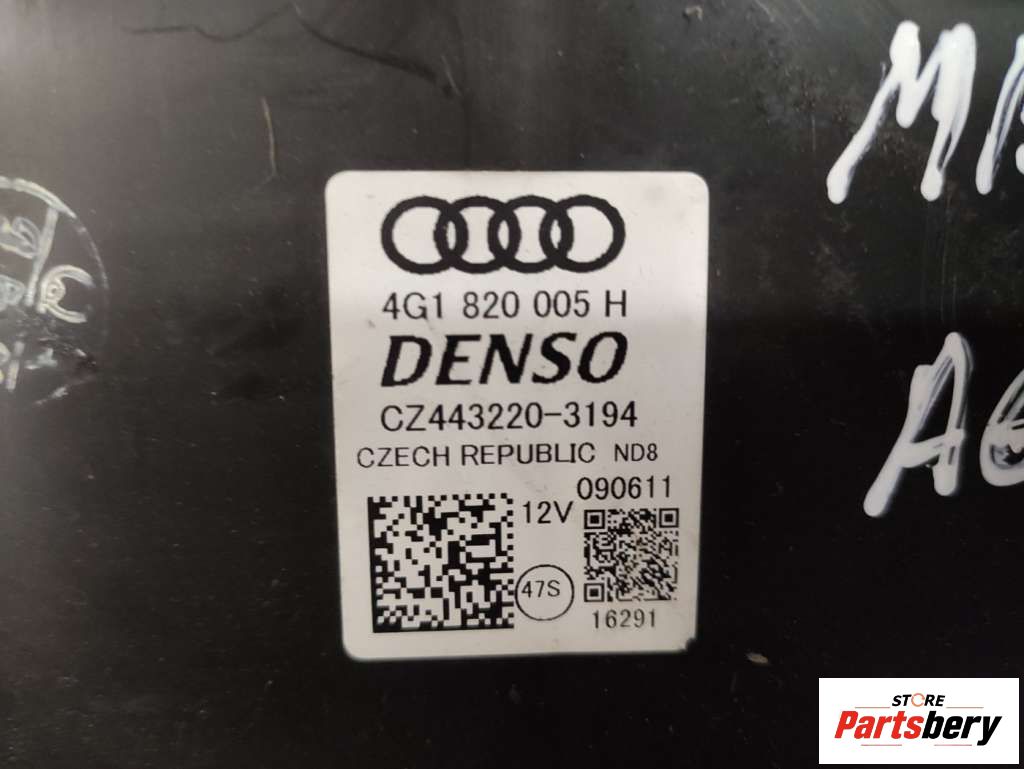 4G1 820 005 H
DENSO
CZ443220-3194
CZECH REPUBLIC ND8
090611
12V
47S
16291
STORE
Partsbery